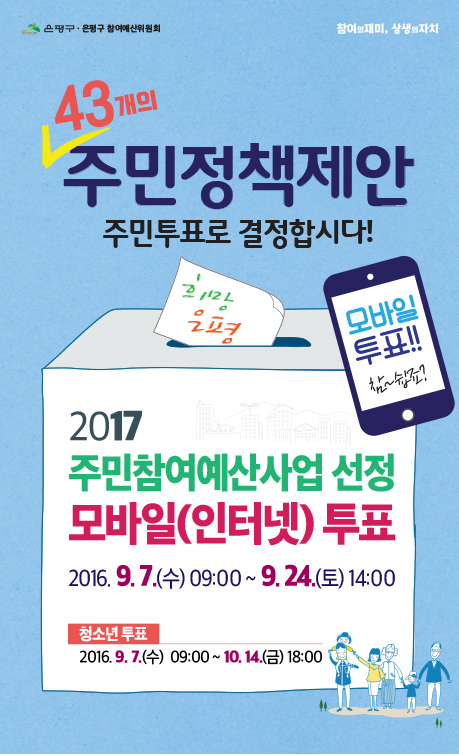 은평구 · 은평구 참여예산위원회
참여의재미, 상생의자치
43개의
주민정책제안
주민투표로 결정합시다!
희망
은평
모바일
투표!!
참~쉽죠?
2017
주민참여예산사업 선정
모바일(인터넷) 투표
2016. 9. 7.(수) 09:00 ~ 9. 24.(토) 14:00
청소년 투표
2016. 9. 7.(수) 09:00 ~ 10. 14.(금) 18:00